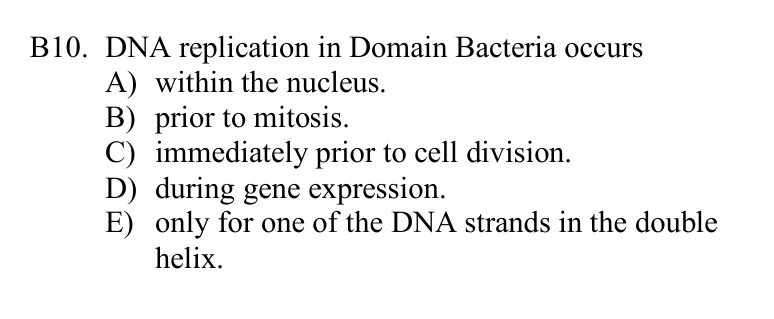 B10. DNA replication in Domain Bacteria occurs
A) within the nucleus.
B) prior to mitosis.
C) immediately prior to cell division.
D) during gene expression.
E) only for one of the DNA strands in the double
helix.